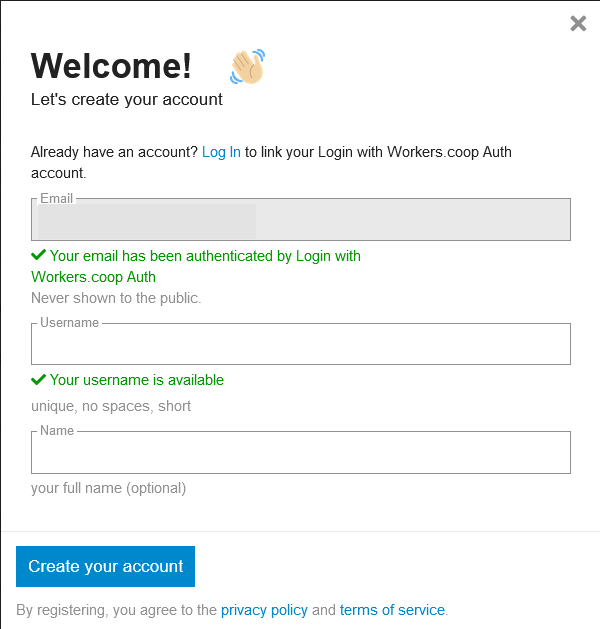 Welcome!
Let's create your account
Already have an account? Log In to link your Login with Workers.coop Auth
account.
Email
Your email has been authenticated by Login with
Workers.coop Auth
Never shown to the public.
Username
Your username is available
unique, no spaces, short
Name
your full name (optional)
Create your account
By registering, you agree to the privacy policy and terms of service.